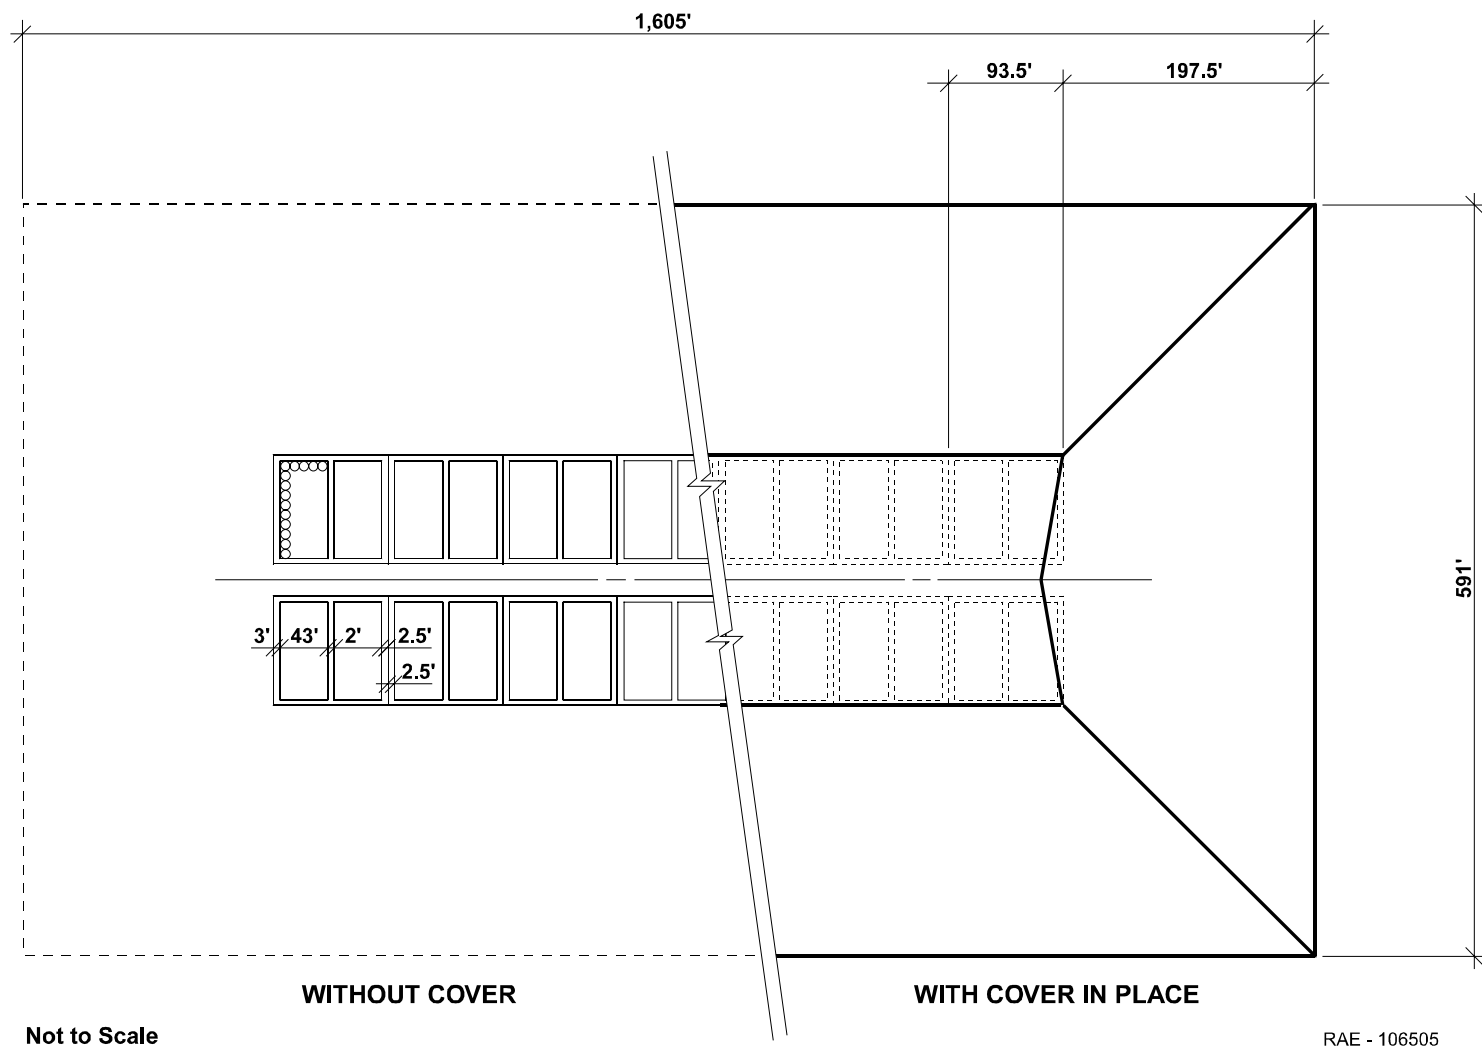 1,605'
93.5'
197.5'
591'
3'
43'
2'
2.5'
2.5'
WITHOUT COVER
WITH COVER IN PLACE
Not to Scale
RAE - 106505